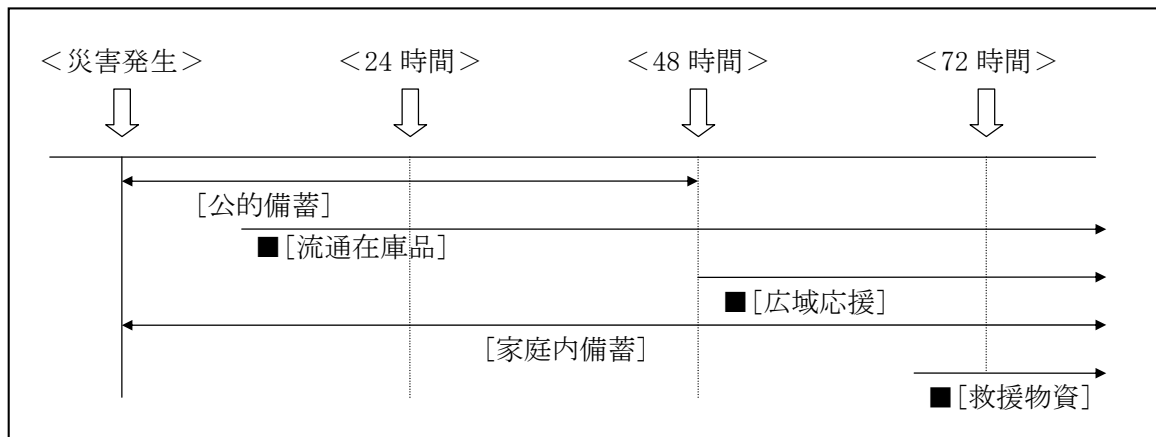 ＜災害発生＞ ＜24 時間＞ ＜48 時間＞ ＜72 時間＞
［公的備蓄］
■［流通在庫品］
■［広域応援］
［家庭内備蓄］
■［救援物資］